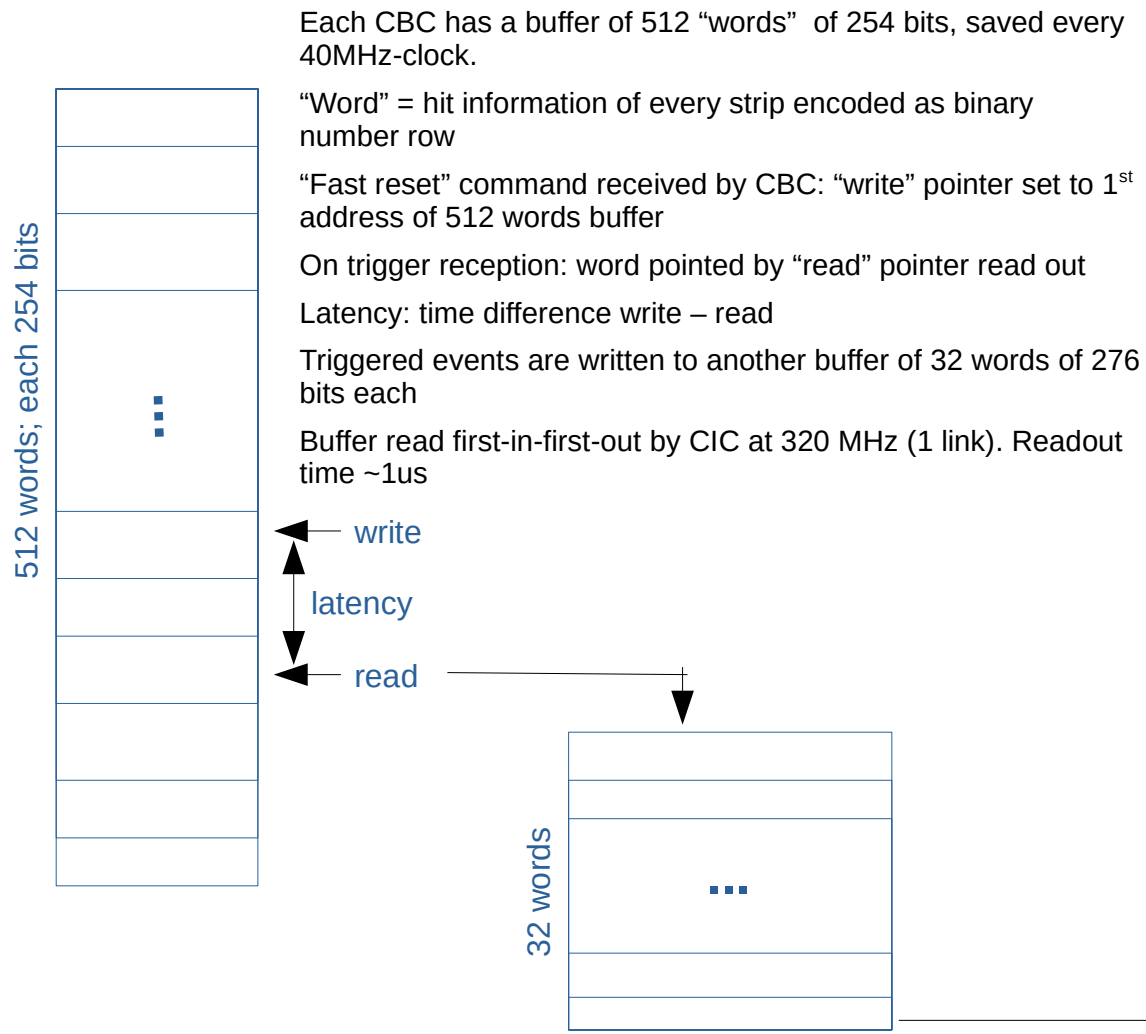 Each CBC has a buffer of 512 “words”  of 254 bits, saved every
40MHz-clock.
“Word” = hit information of every strip encoded as binary
number row
“Fast reset” command received by CBC: “write” pointer set to 1st
address of 512 words buffer
On trigger reception: word pointed by “read” pointer read out
Latency: time difference write – read
Triggered events are written to another buffer of 32 words of 276
bits each
Buffer read first-in-first-out by CIC at 320 MHz (1 link). Readout
time ~1us
512 words; each 254 bits
write
latency
read
32 words